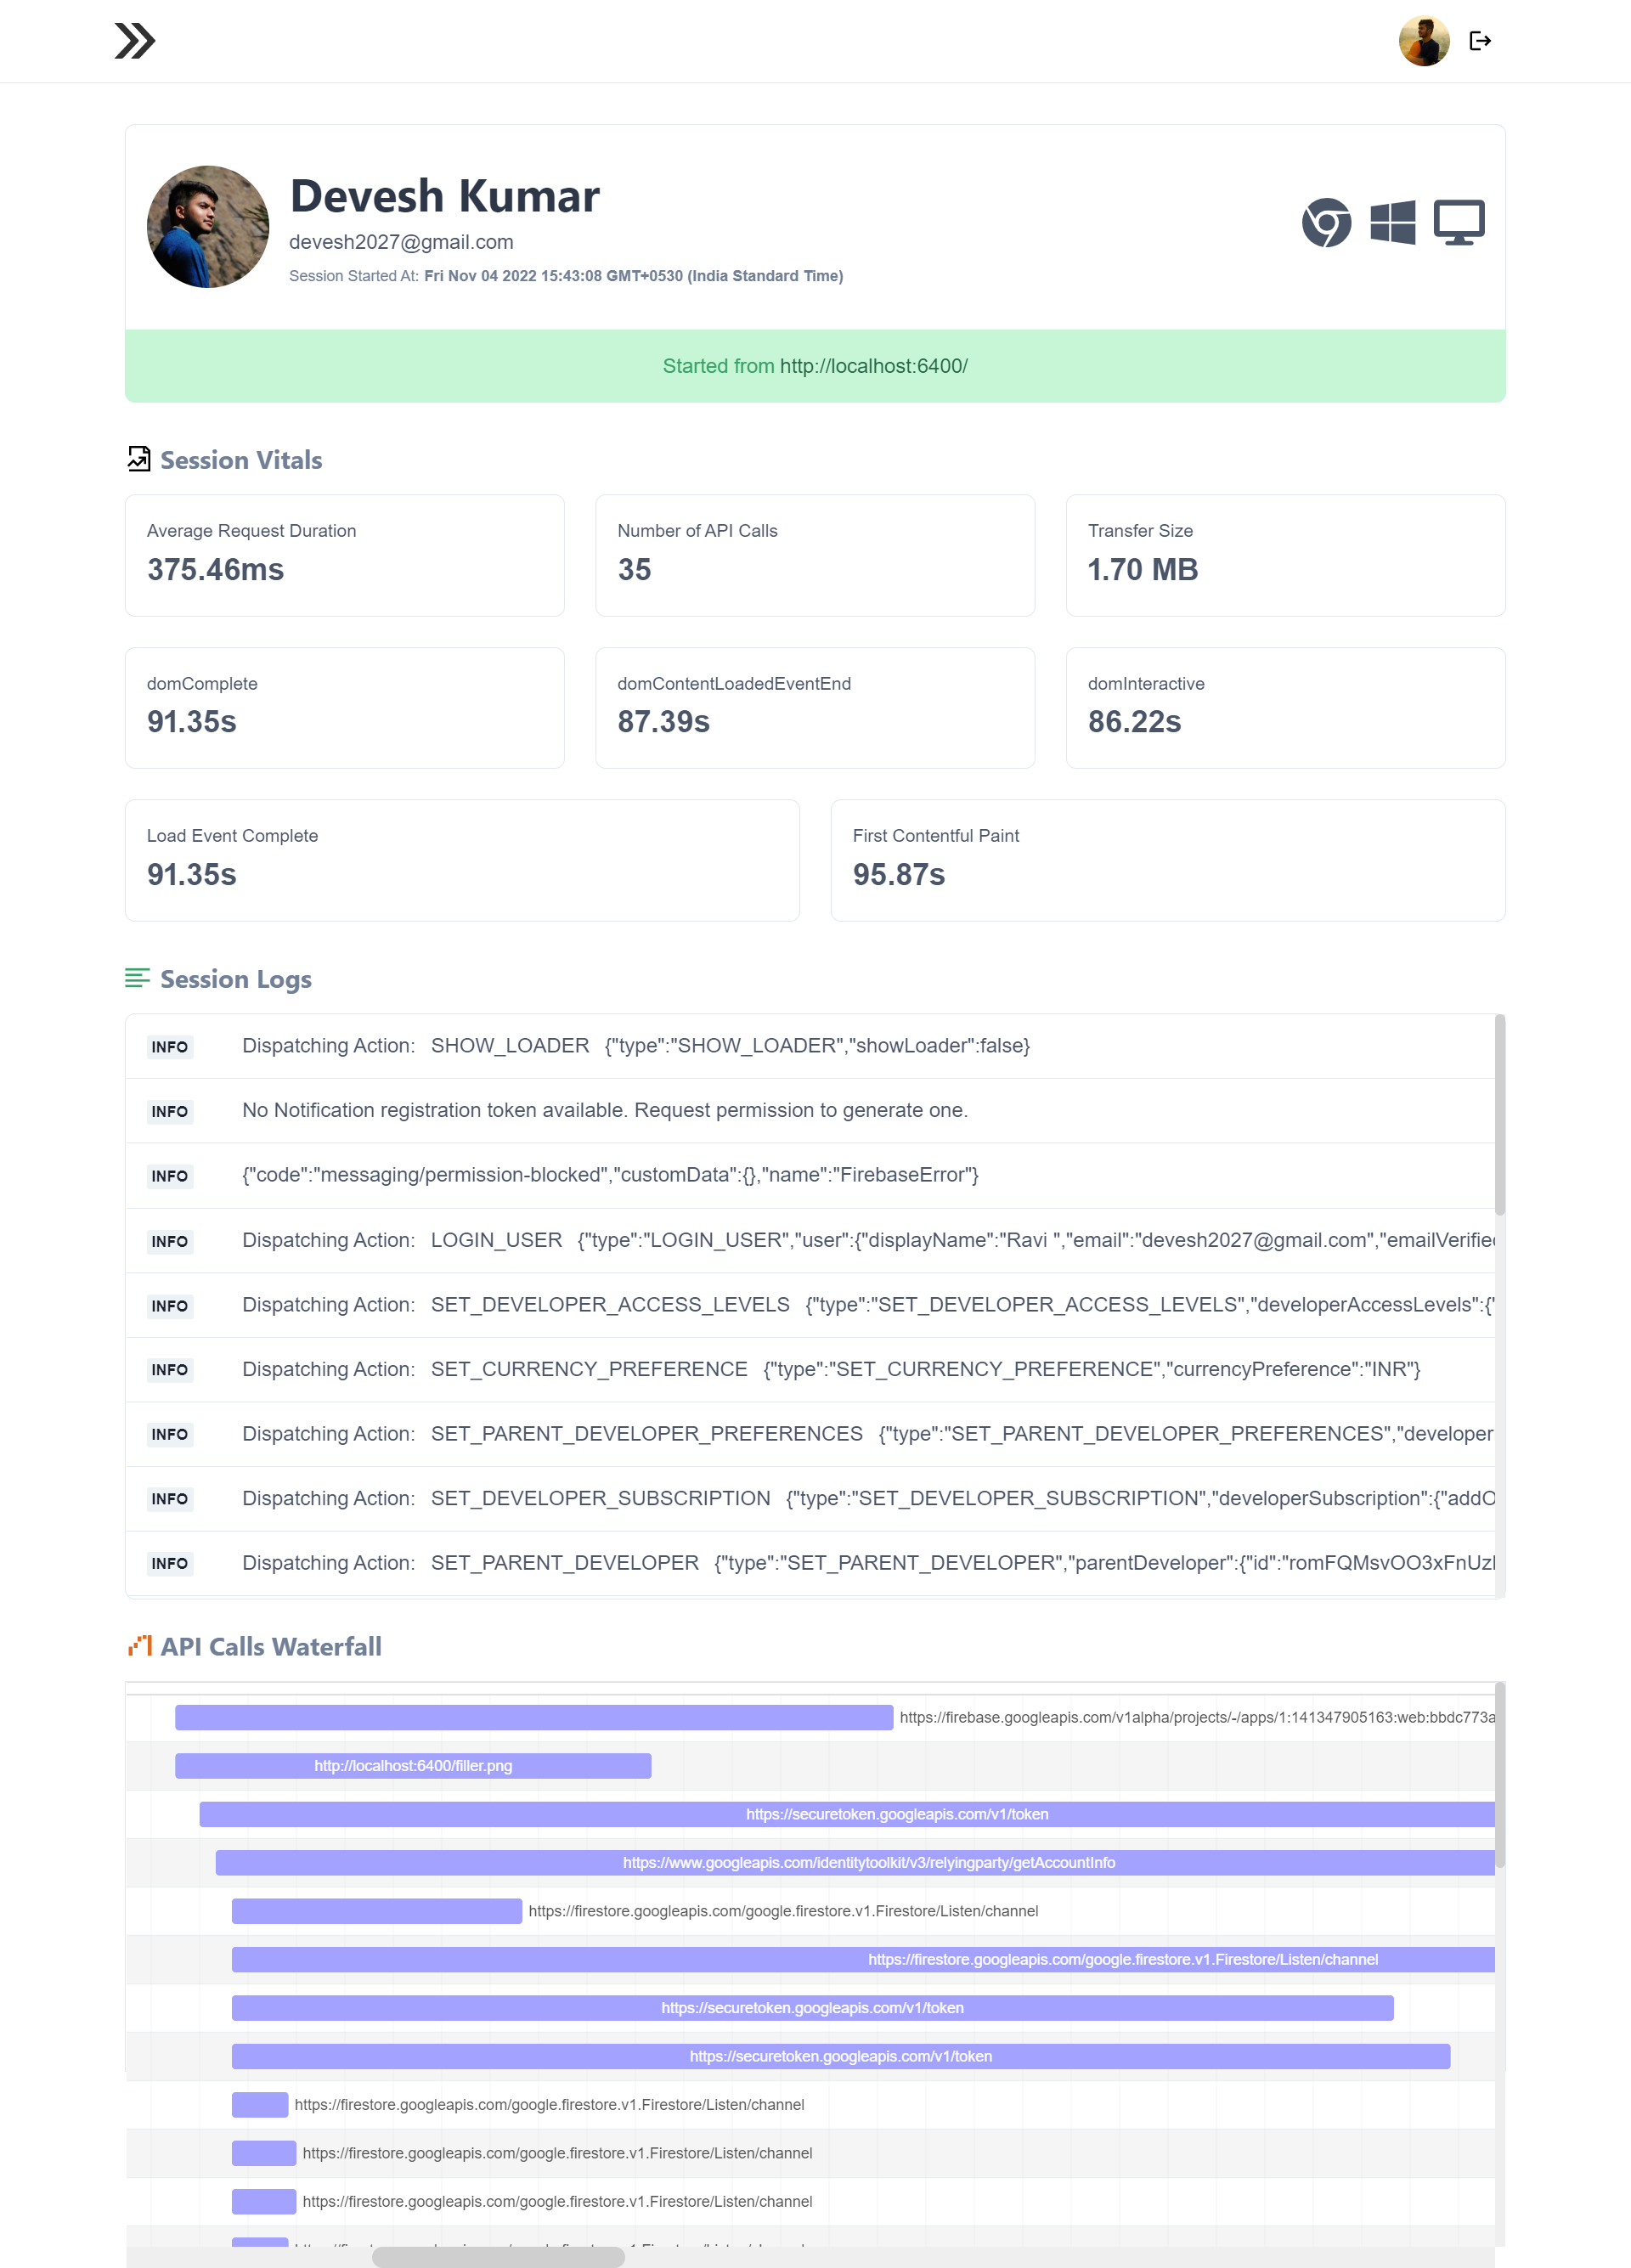 Devesh Kumar
devesh2027@gmail.com
Session Started At: Fri Nov 04 2022 15:43:08 GMT+0530 (India Standard Time)
Started from http://localhost:6400/
Session Vitals
Average Request Duration
375.46ms
Number of API Calls
35
Transfer Size
1.70 MB
domComplete
91.35s
domContentLoadedEventEnd
87.39s
domInteractive
86.22s
Load Event Complete
91.35s
First Contentful Paint
95.87s
Session Logs
INFO Dispatching Action: SHOW_LOADER {"type":"SHOW_LOADER","showLoader":false}
INFO No Notification registration token available. Request permission to generate one.
INFO {"code":"messaging/permission-blocked","customData":{},"name":"FirebaseError"}
INFO Dispatching Action: LOGIN_USER {"type":"LOGIN_USER","user":{"displayName":"Ravi ","email":"devesh2027@gmail.com","emailVerified
INFO Dispatching Action: SET_DEVELOPER_ACCESS_LEVELS {"type":"SET_DEVELOPER_ACCESS_LEVELS","developerAccessLevels":{"
INFO Dispatching Action: SET_CURRENCY_PREFERENCE {"type":"SET_CURRENCY_PREFERENCE","currencyPreference":"INR"}
INFO Dispatching Action: SET_PARENT_DEVELOPER_PREFERENCES {"type":"SET_PARENT_DEVELOPER_PREFERENCES","developer
INFO Dispatching Action: SET_DEVELOPER_SUBSCRIPTION {"type":"SET_DEVELOPER_SUBSCRIPTION","developerSubscription":{"addO
INFO Dispatching Action: SET_PARENT_DEVELOPER {"type":"SET_PARENT_DEVELOPER","parentDeveloper":{"id":"romFQMsvOO3xFnUzI
API Calls Waterfall
https://firebase.googleapis.com/v1alpha/projects/-/apps/1:141347905163:web:bbdc773a
http://localhost:6400/filler.png
https://securetoken.googleapis.com/v1/token
https://www.googleapis.com/identitytoolkit/v3/relyingparty/getAccountInfo
https://firestore.googleapis.com/google.firestore.v1.Firestore/Listen/channel
https://firestore.googleapis.com/google.firestore.v1.Firestore/Listen/channel
https://securetoken.googleapis.com/v1/token
https://securetoken.googleapis.com/v1/token
https://firestore.googleapis.com/google.firestore.v1.Firestore/Listen/channel
https://firestore.googleapis.com/google.firestore.v1.Firestore/Listen/channel
https://firestore.googleapis.com/google.firestore.v1.Firestore/Listen/channel